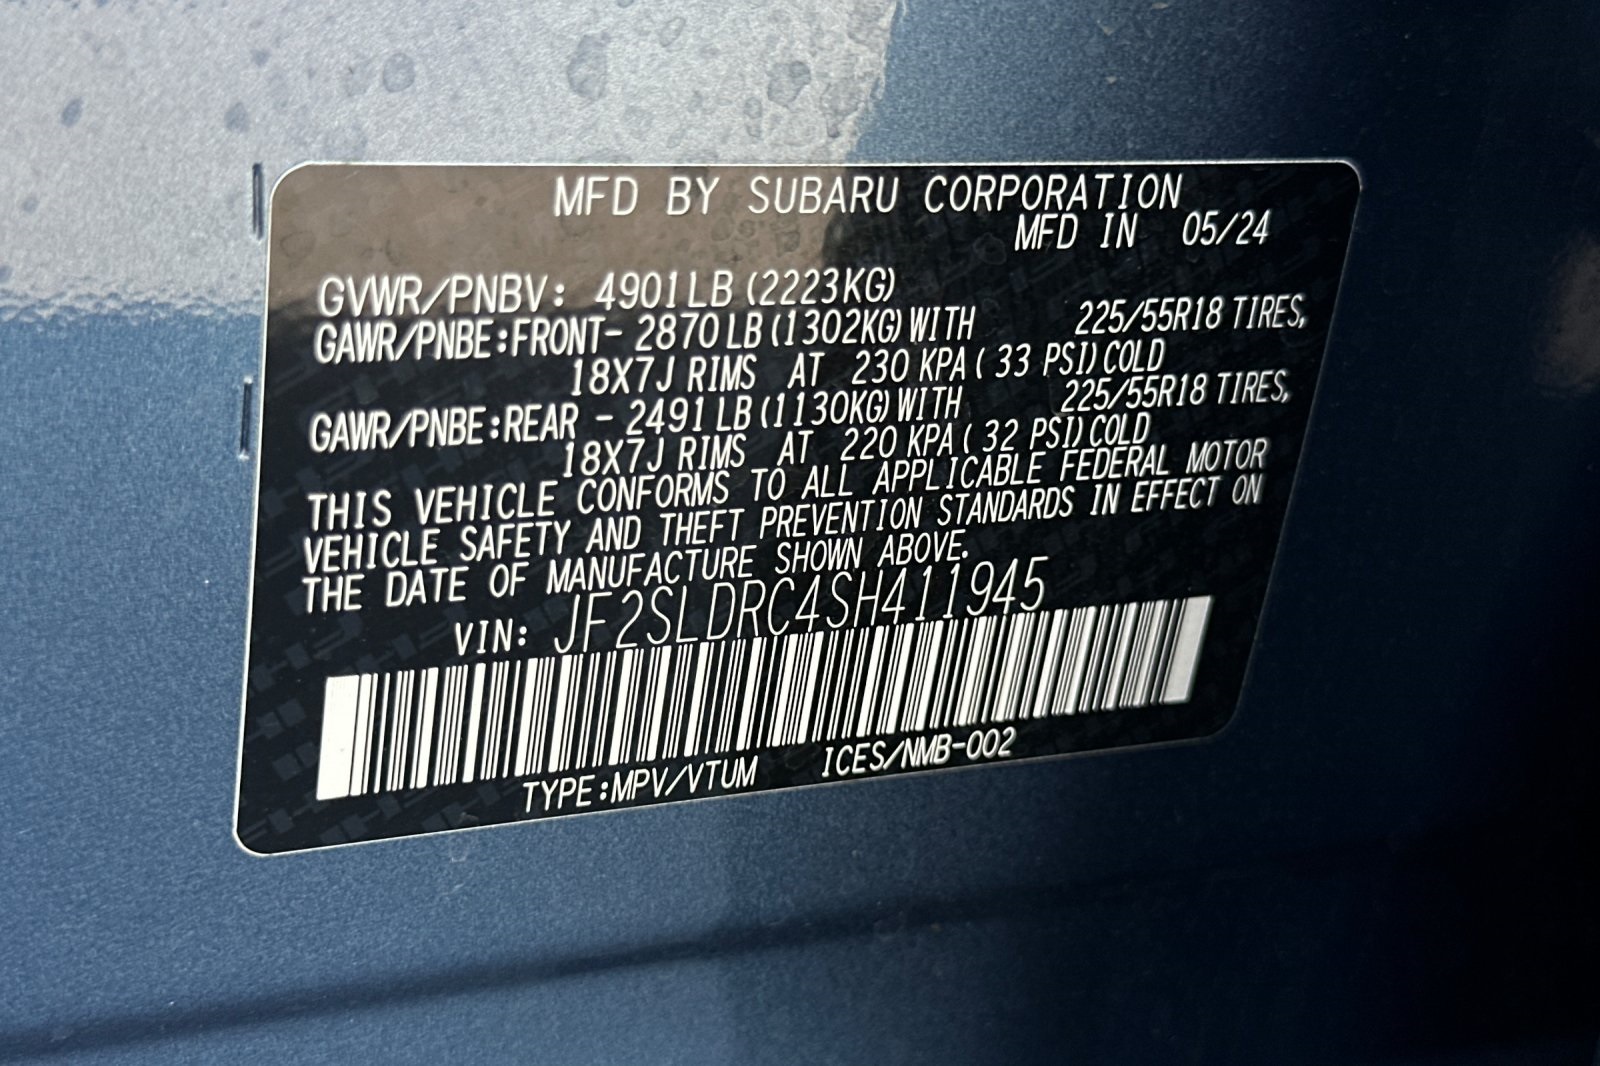 MFD BY SUBARU CORPORATION
MFD IN 05/24
GVWR/PNBV: 4901LB (2223KG)
GAWR/PNBE:FRONT- 2870LB (1302KG) WITH 225/55R18 TIRES,
18X7J RIMS AT 230 KPA ( 33 PSI) COLD
GAWR/PNBE:REAR - 2491LB (1130KG) WITH 225/55R18 TIRES,
18X7J RIMS AT 220 KPA ( 32 PSI) COLD
THIS VEHICLE CONFORMS TO ALL APPLICABLE FEDERAL MOTOR
VEHICLE SAFETY AND THEFT PREVENTION STANDARDS IN EFFECT ON
THE DATE OF MANUFACTURE SHOWN ABOVE.
VIN: JF2SLDRC4SH411945
TYPE:MPV/VTUM ICES/NMB-002